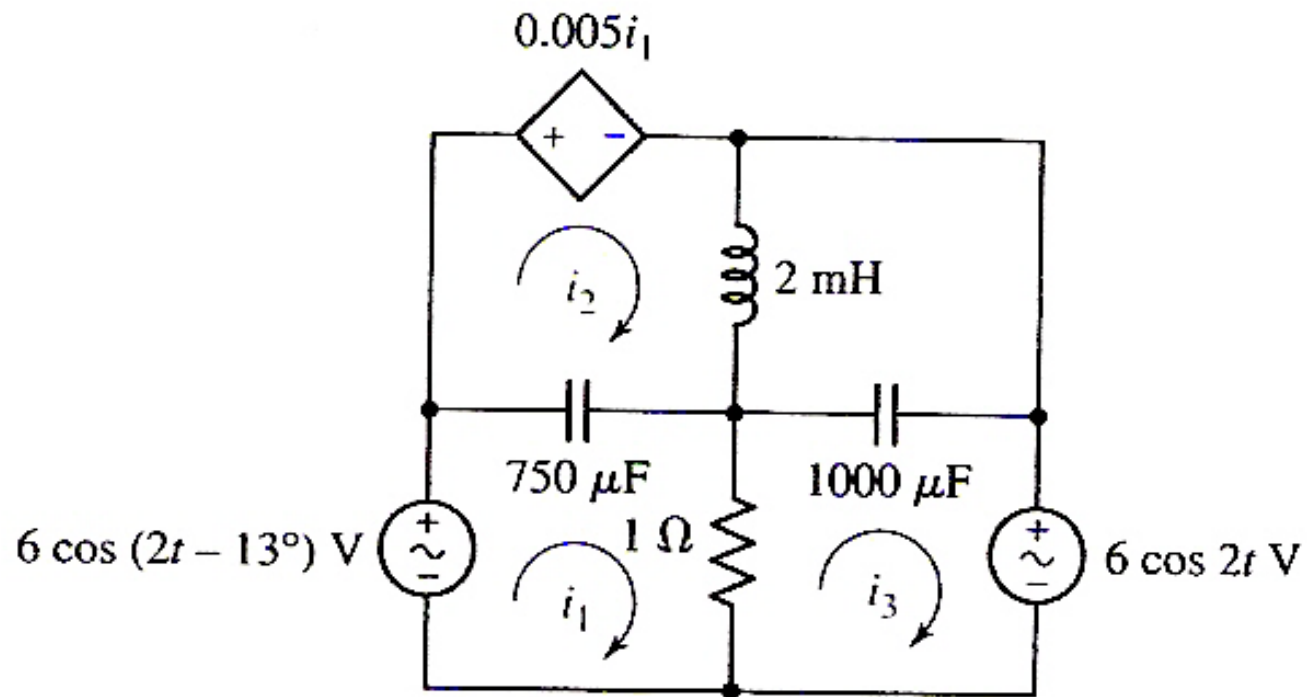 0.005i₁
+ −
i₂
2 mH
750 μF
1000 μF
6 cos (2t – 13°) V
+
−
1 Ω
i₁
i₃
+
−
6 cos 2t V